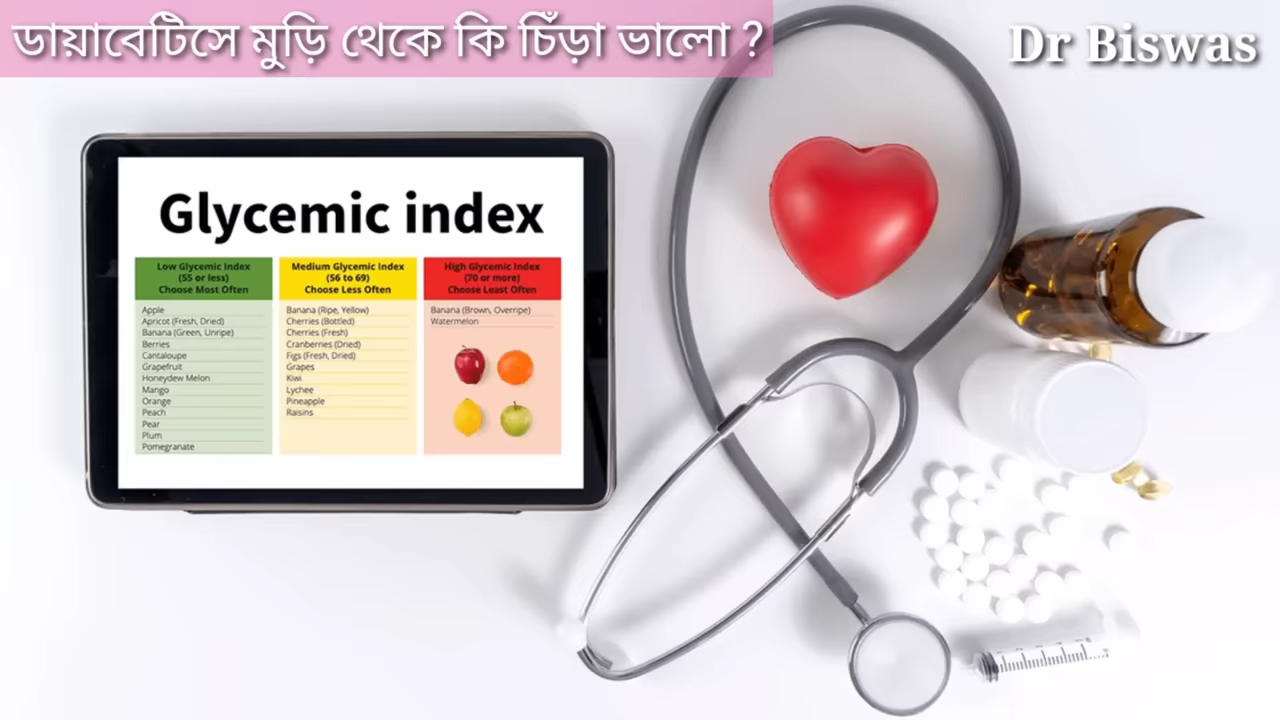 ডায়াবেটিসে মুড়ি থেকে কি চিঁড়া ভালো ?
Dr Biswas
Glycemic index
Low Glycemic Index
(55 or less)
Choose Most Often
Apple
Apricot (Fresh, Dried)
Banana (Green, Unripe)
Berries
Cantaloupe
Grapefruit
Honeydew Melon
Mango
Orange
Peach
Pear
Plum
Pomegranate
Medium Glycemic Index
(56 to 69)
Choose Less Often
Banana (Ripe, Yellow)
Cherries (Bottled)
Cherries (Fresh)
Cranberries (Dried)
Figs (Fresh, Dried)
Grapes
Kiwi
Lychee
Pineapple
Raisins
High Glycemic Index
(70 or more)
Choose Least Often
Banana (Brown, Overripe)
Watermelon